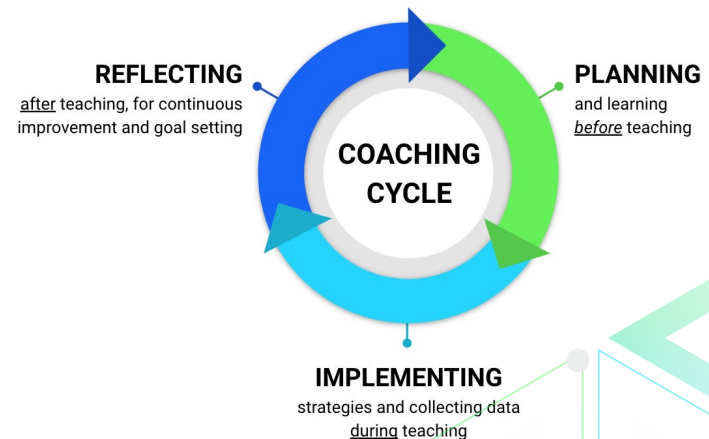 REFLECTING
after teaching, for continuous
improvement and goal setting
COACHING
CYCLE
PLANNING
and learning
before teaching
IMPLEMENTING
strategies and collecting data
during teaching